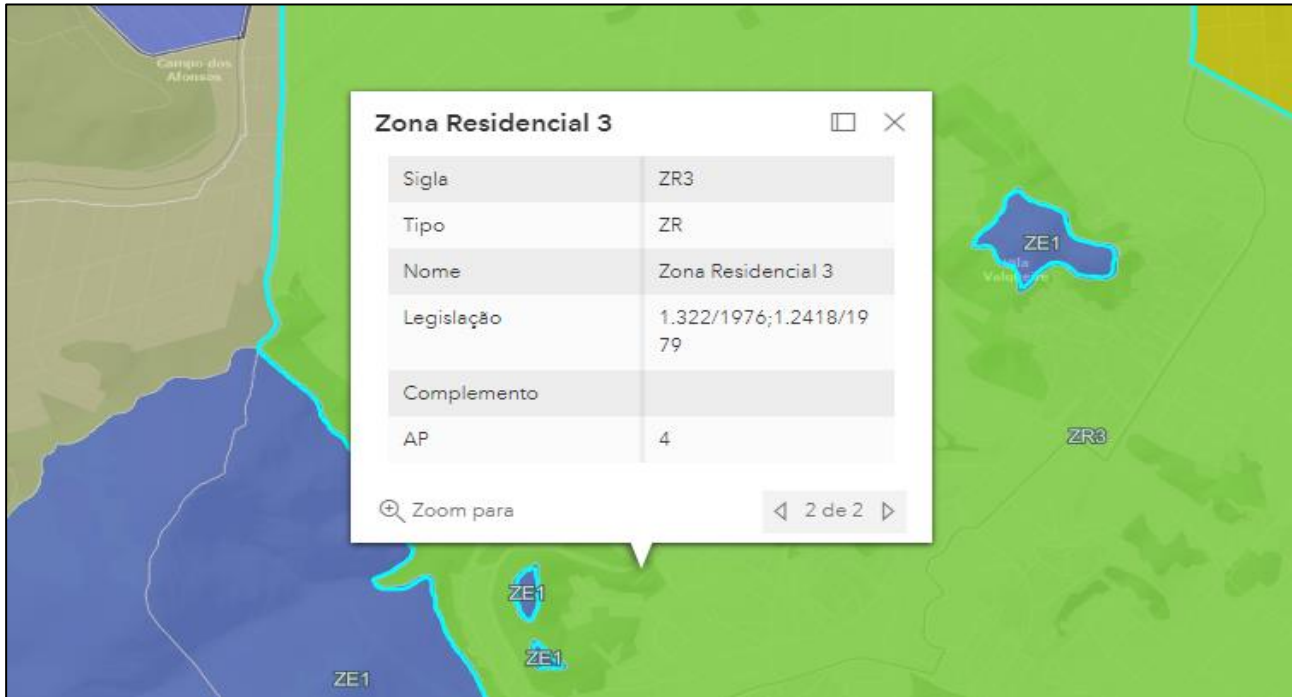 Campo dos
Afonsos
Zona Residencial 3
Sigla ZR3
Tipo ZR
Nome Zona Residencial 3
Legislação 1.322/1976;1.2418/19
79
Complemento
AP 4
Zoom para 2 de 2
ZE1
ZR3
ZE1
ZE1
ZE1